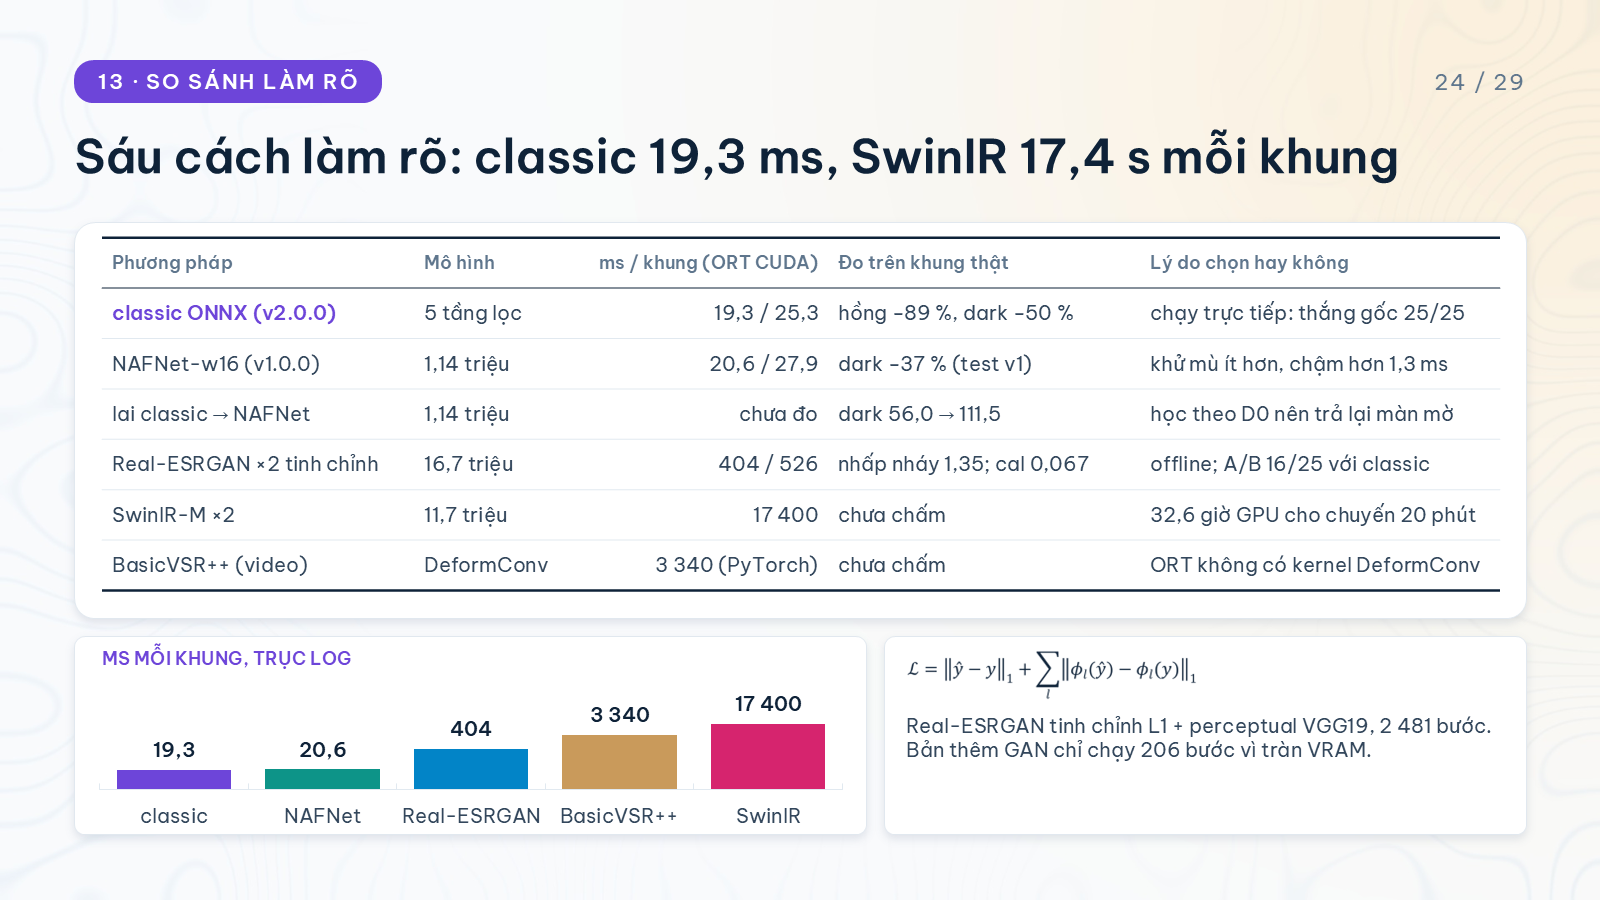 13 · SO SÁNH LÀM RÕ
24 / 29
Sáu cách làm rõ: classic 19,3 ms, SwinIR 17,4 s mỗi khung
Phương pháp Mô hình ms / khung (ORT CUDA) Đo trên khung thật Lý do chọn hay không
classic ONNX (v2.0.0) 5 tầng lọc 19,3 / 25,3 hồng −89 %, dark −50 % chạy trực tiếp: thắng gốc 25/25
NAFNet-w16 (v1.0.0) 1,14 triệu 20,6 / 27,9 dark −37 % (test v1) khử mù ít hơn, chậm hơn 1,3 ms
lai classic → NAFNet 1,14 triệu chưa đo dark 56,0 → 111,5 học theo D0 nên trả lại màn mờ
Real-ESRGAN ×2 tinh chỉnh 16,7 triệu 404 / 526 nhấp nháy 1,35; cal 0,067 offline; A/B 16/25 với classic
SwinIR-M ×2 11,7 triệu 17 400 chưa chấm 32,6 giờ GPU cho chuyến 20 phút
BasicVSR++ (video) DeformConv 3 340 (PyTorch) chưa chấm ORT không có kernel DeformConv
MS MỖI KHUNG, TRỤC LOG
19,3 20,6 404 3 340 17 400
classic NAFNet Real-ESRGAN BasicVSR++ SwinIR
ℒ = ‖ŷ − y‖₁ + ∑ₗ‖ϕₗ(ŷ) − ϕₗ(y)‖₁
Real-ESRGAN tinh chỉnh L1 + perceptual VGG19, 2 481 bước.
Bản thêm GAN chỉ chạy 206 bước vì tràn VRAM.